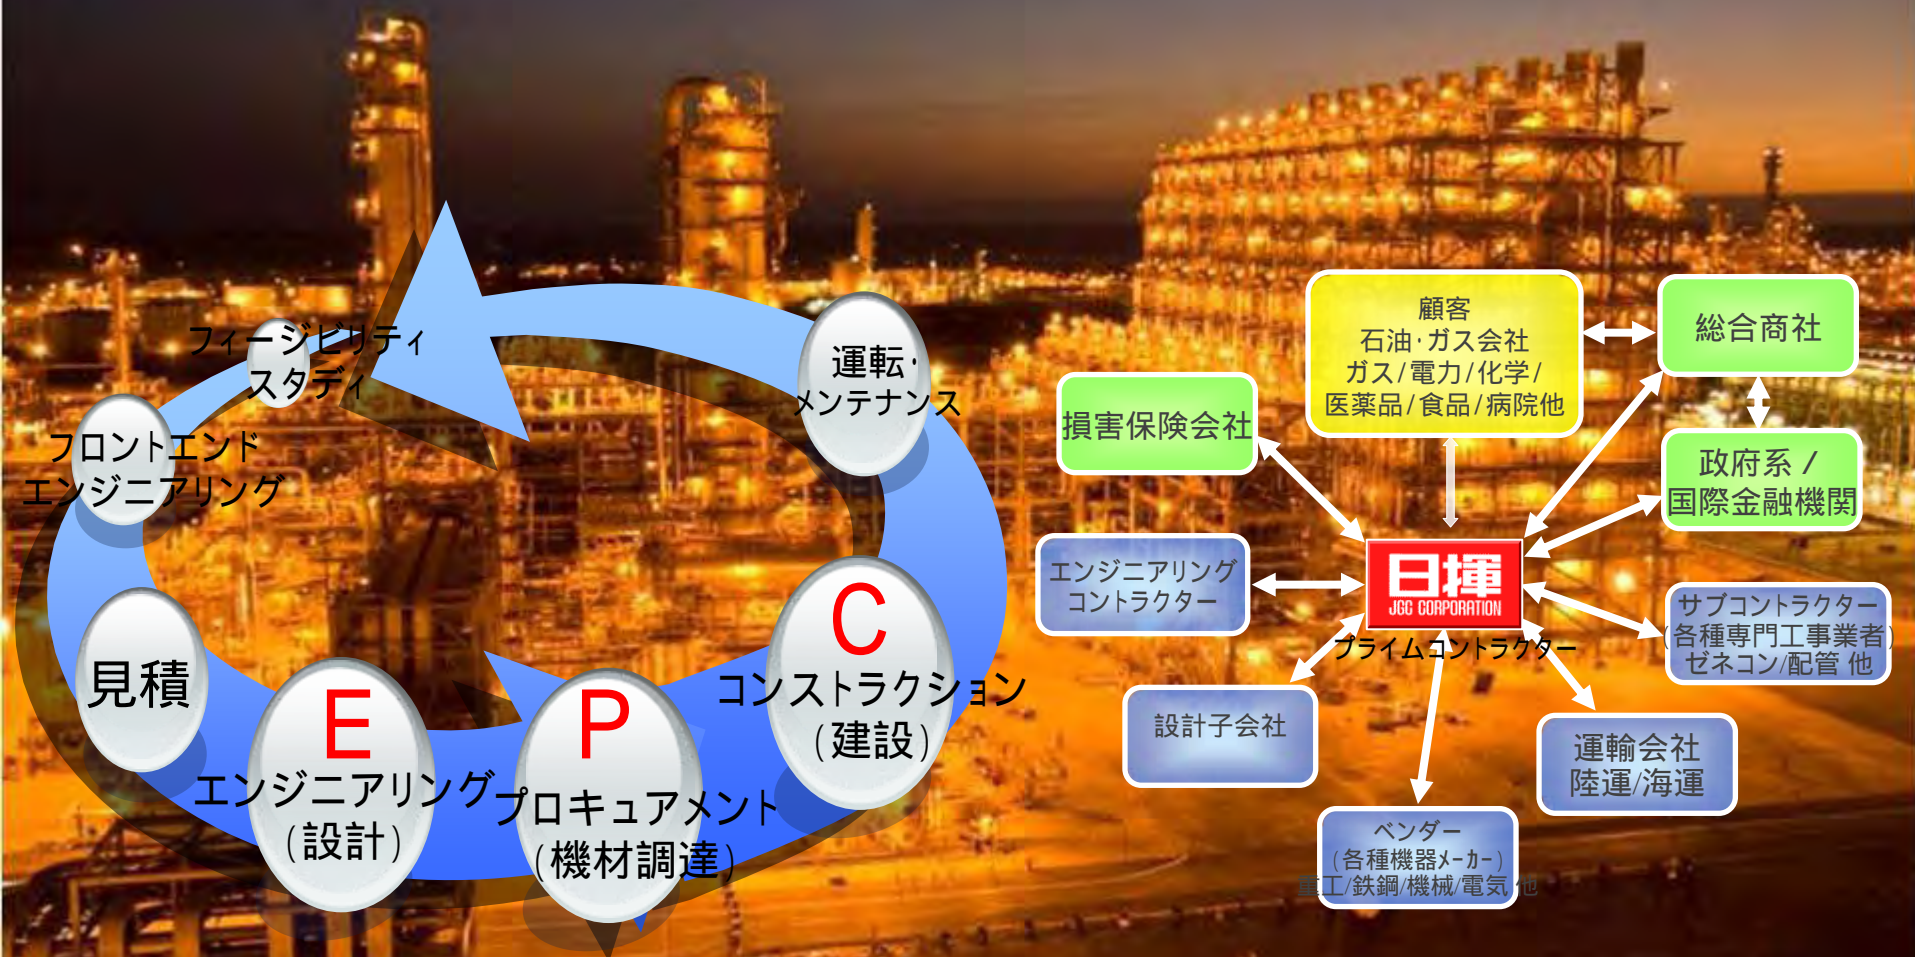 フィージビリティ
スタディ
フロントエンド
エンジニアリング
見積
E
エンジニアリング
(設計)
P
プロキュアメント
(機材調達)
C
コンストラクション
(建設)
運転・
メンテナンス
顧客
石油・ガス会社
ガス/電力/化学/
医薬品/食品/病院他
総合商社
損害保険会社
政府系 /
国際金融機関
エンジニアリング
コントラクター
日揮
JGC CORPORATION
プライムコントラクター
サブコントラクター
(各種専門工事業者)
ゼネコン/配管 他
設計子会社
運輸会社
陸運/海運
ベンダー
(各種機器メーカー)
重工/鉄鋼/機械/電気 他